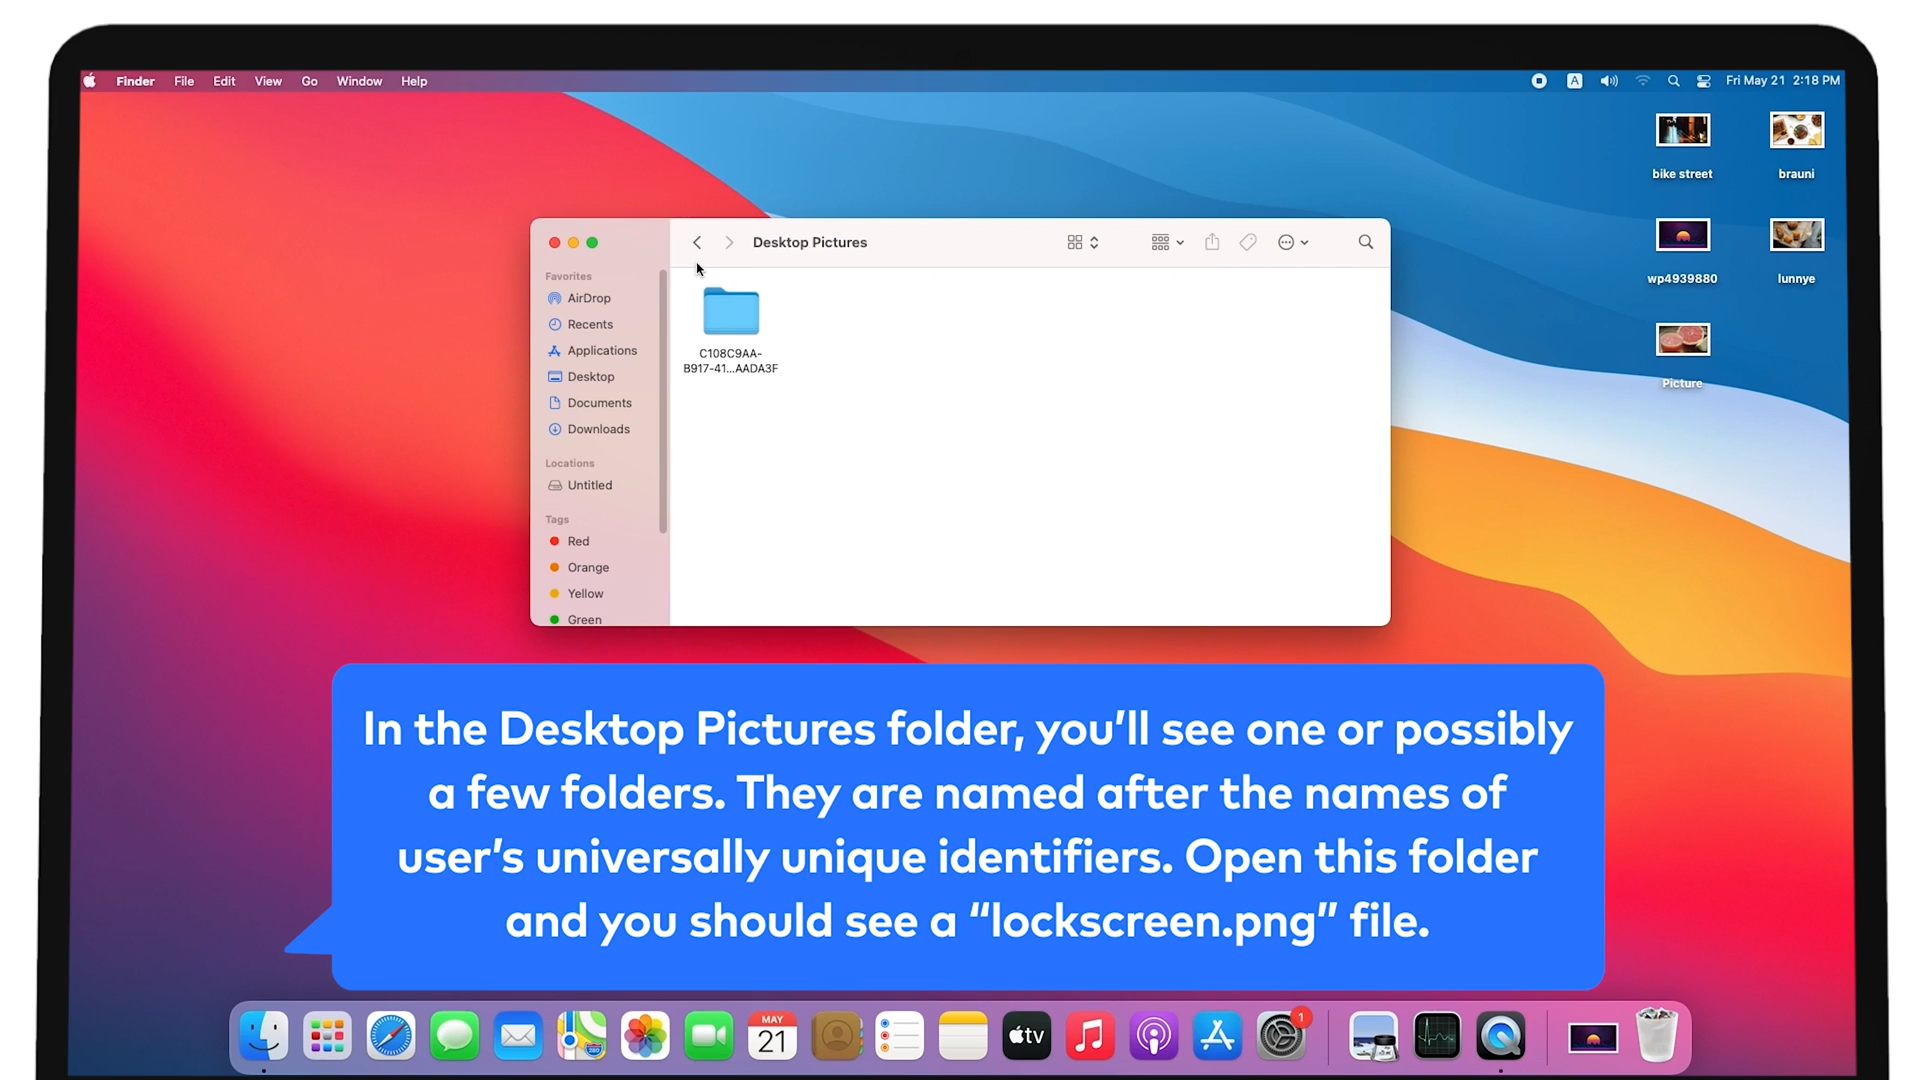 Finder File Edit View Go Window Help
A Fri May 21 2:18 PM
bike street
brauni
wp4939880
lunnye
Picture
Desktop Pictures
Favorites
AirDrop
Recents
Applications
Desktop
Documents
Downloads
Locations
Untitled
Tags
Red
Orange
Yellow
Green
C108C9AA-
B917-41...AADA3F
In the Desktop Pictures folder, you’ll see one or possibly
a few folders. They are named after the names of
user’s universally unique identifiers. Open this folder
and you should see a “lockscreen.png” file.
280
MAY
21
tv
1